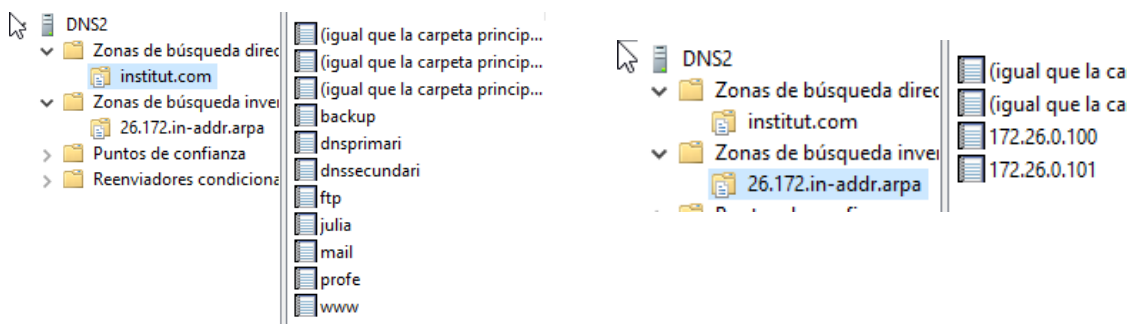 DNS2
Zonas de búsqueda direc
institut.com
Zonas de búsqueda inver
26.172.in-addr.arpa
Puntos de confianza
Reenviadores condiciona
(igual que la carpeta princip...
(igual que la carpeta princip...
(igual que la carpeta princip...
backup
dnsprimari
dnssecundari
ftp
julia
mail
profe
www
DNS2
Zonas de búsqueda direc
institut.com
Zonas de búsqueda inver
26.172.in-addr.arpa
(igual que la ca
(igual que la ca
172.26.0.100
172.26.0.101